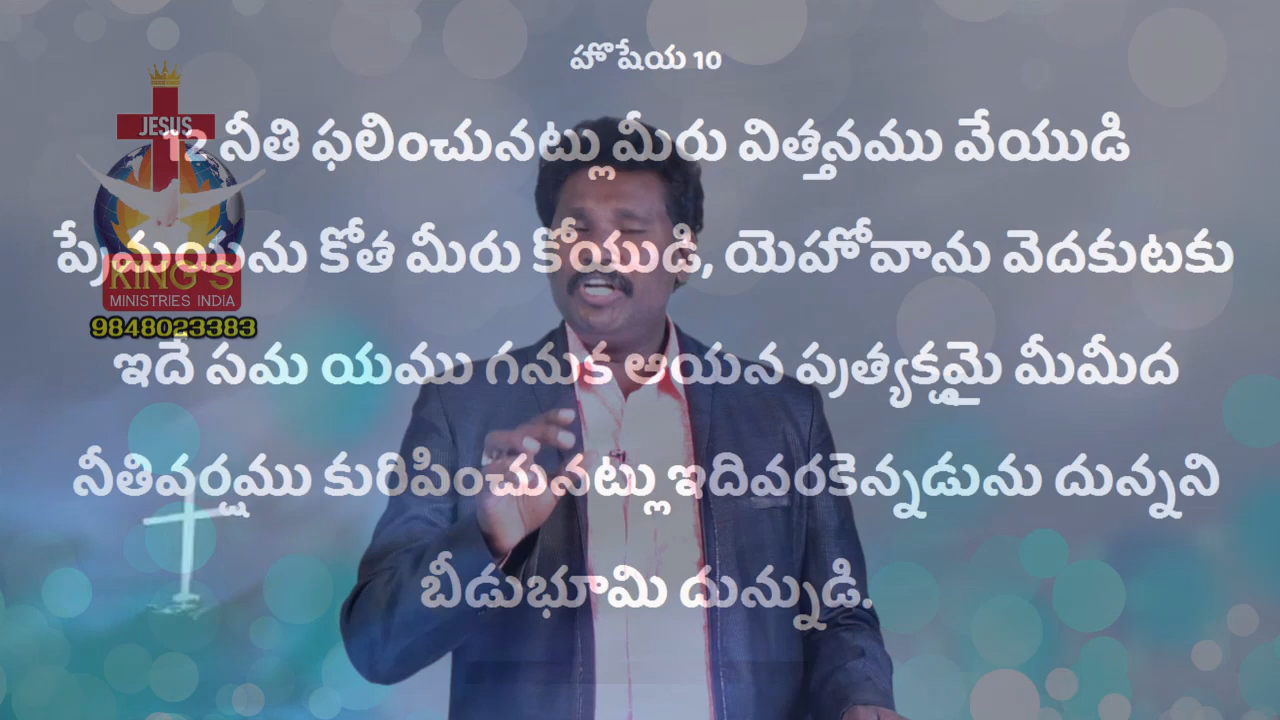 హొషేయ 10
JESUS
12 నీతి ఫలించునట్లు మీరు విత్తనము వేయుడి
ప్రేమయను కోత మీరు కోయుడి, యెహోవాను వెదకుటకు
KING'S
MINISTRIES INDIA
9848023383
ఇదే సమ యము గనుక ఆయన ప్రత్యక్షమై మీమీద
నీతివర్షము కురిపించునట్లు ఇదివరకెన్నడును దున్నని
బీడుభూమి దున్నుడి.